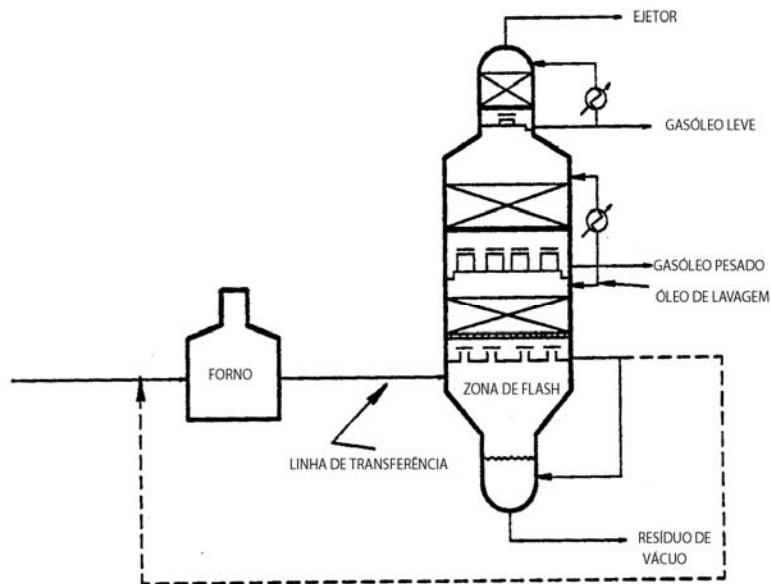 EJETOR
GASÓLEO LEVE
GASÓLEO PESADO
ÓLEO DE LAVAGEM
FORNO
ZONA DE FLASH
LINHA DE TRANSFERÊNCIA
RESÍDUO DE
VÁCUO